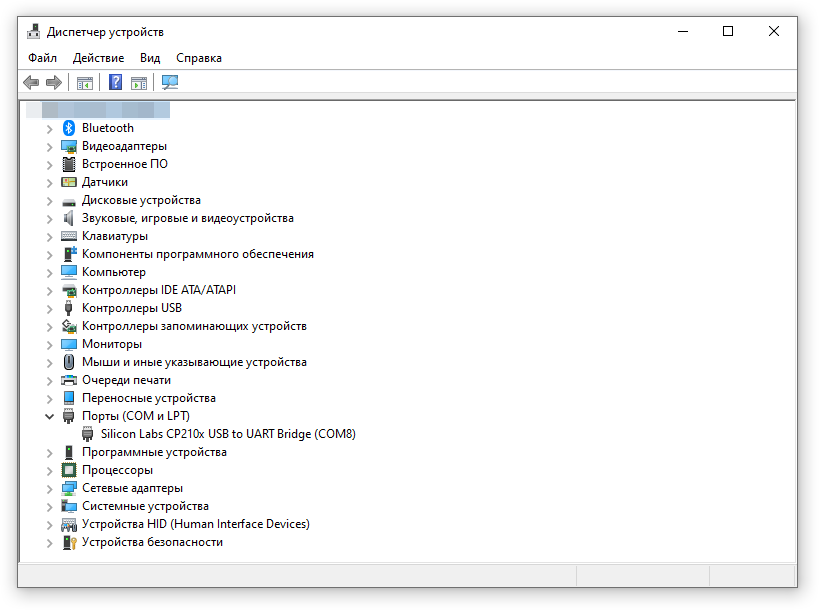 Диспетчер устройств
Файл Действие Вид Справка
Bluetooth
Видеоадаптеры
Встроенное ПО
Датчики
Дисковые устройства
Звуковые, игровые и видеоустройства
Клавиатуры
Компоненты программного обеспечения
Компьютер
Контроллеры IDE ATA/ATAPI
Контроллеры USB
Контроллеры запоминающих устройств
Мониторы
Мыши и иные указывающие устройства
Очереди печати
Переносные устройства
Порты (COM и LPT)
Silicon Labs CP210x USB to UART Bridge (COM8)
Программные устройства
Процессоры
Сетевые адаптеры
Системные устройства
Устройства HID (Human Interface Devices)
Устройства безопасности